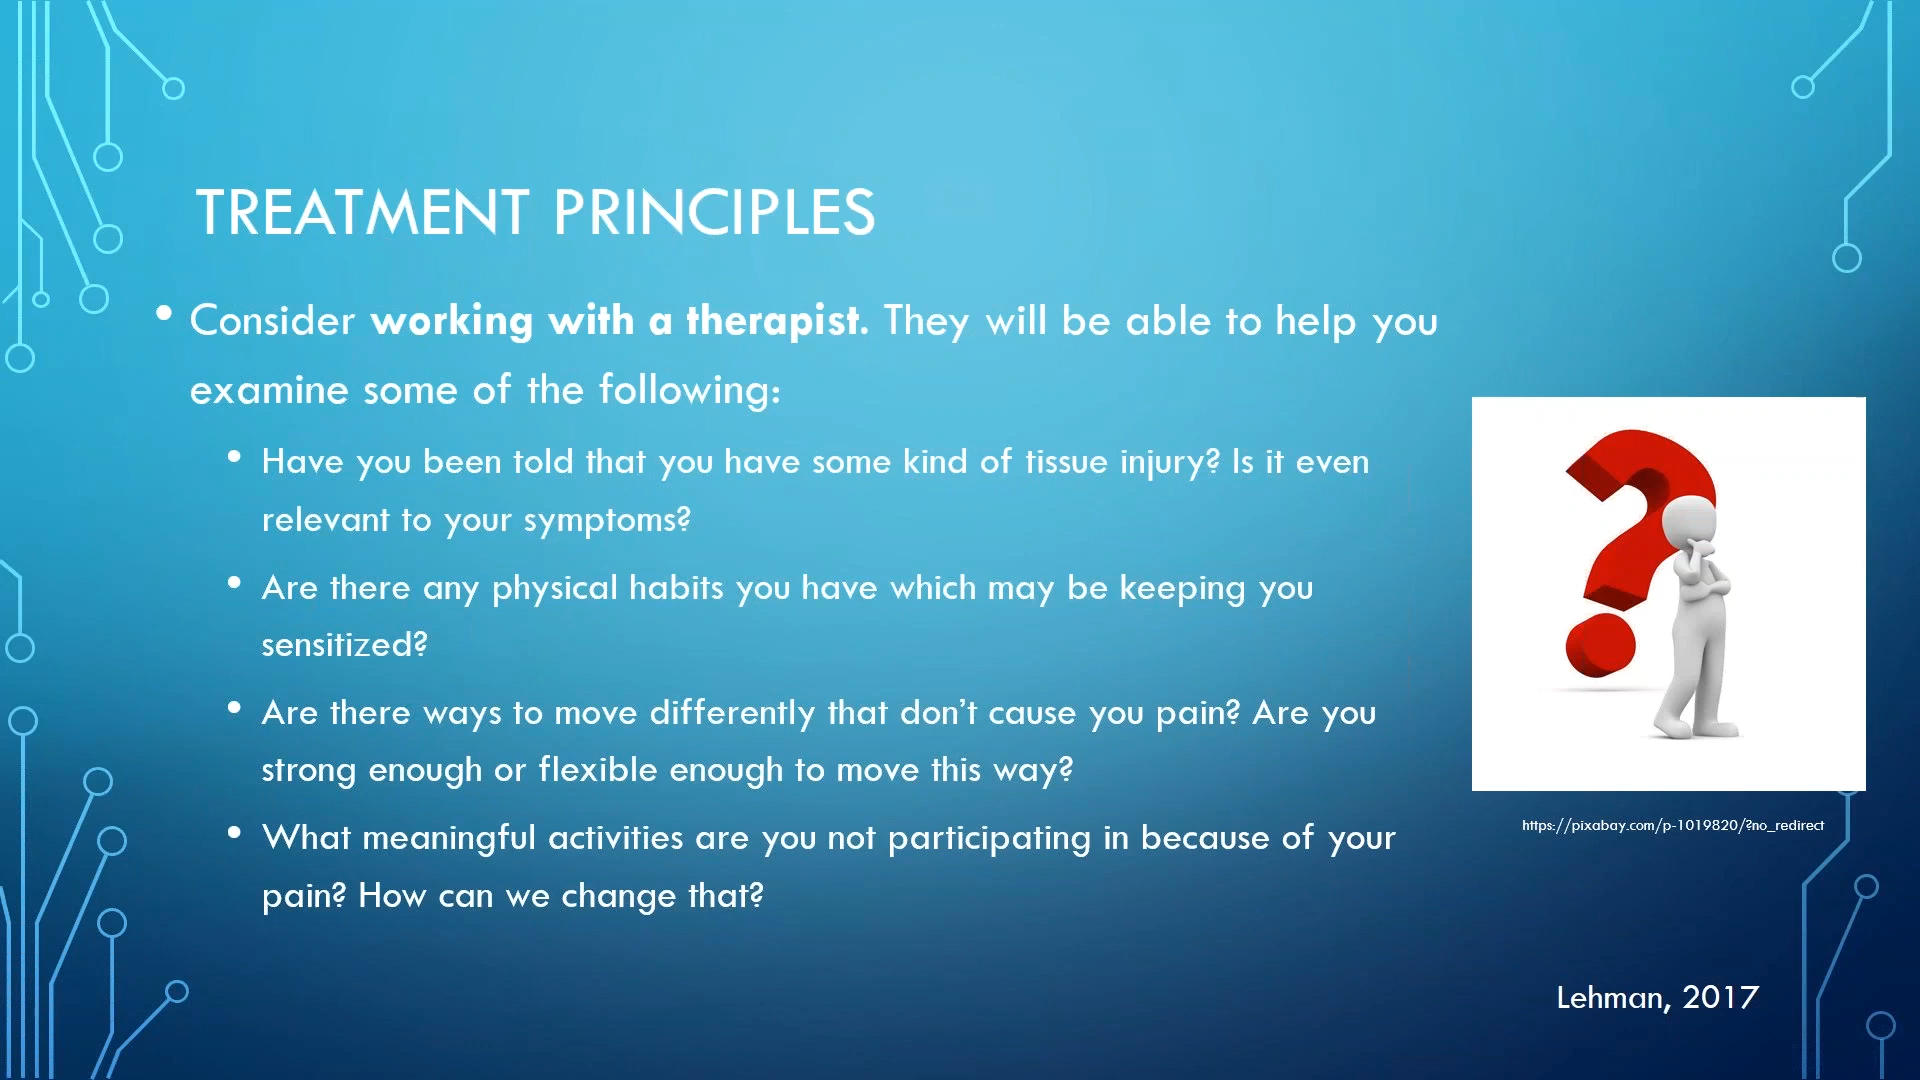 TREATMENT PRINCIPLES
• Consider working with a therapist. They will be able to help you
examine some of the following:
• Have you been told that you have some kind of tissue injury? Is it even
relevant to your symptoms?
• Are there any physical habits you have which may be keeping you
sensitized?
• Are there ways to move differently that don’t cause you pain? Are you
strong enough or flexible enough to move this way?
• What meaningful activities are you not participating in because of your
pain? How can we change that?
?
https://pixabay.com/p-1019820/?no_redirect
Lehman, 2017